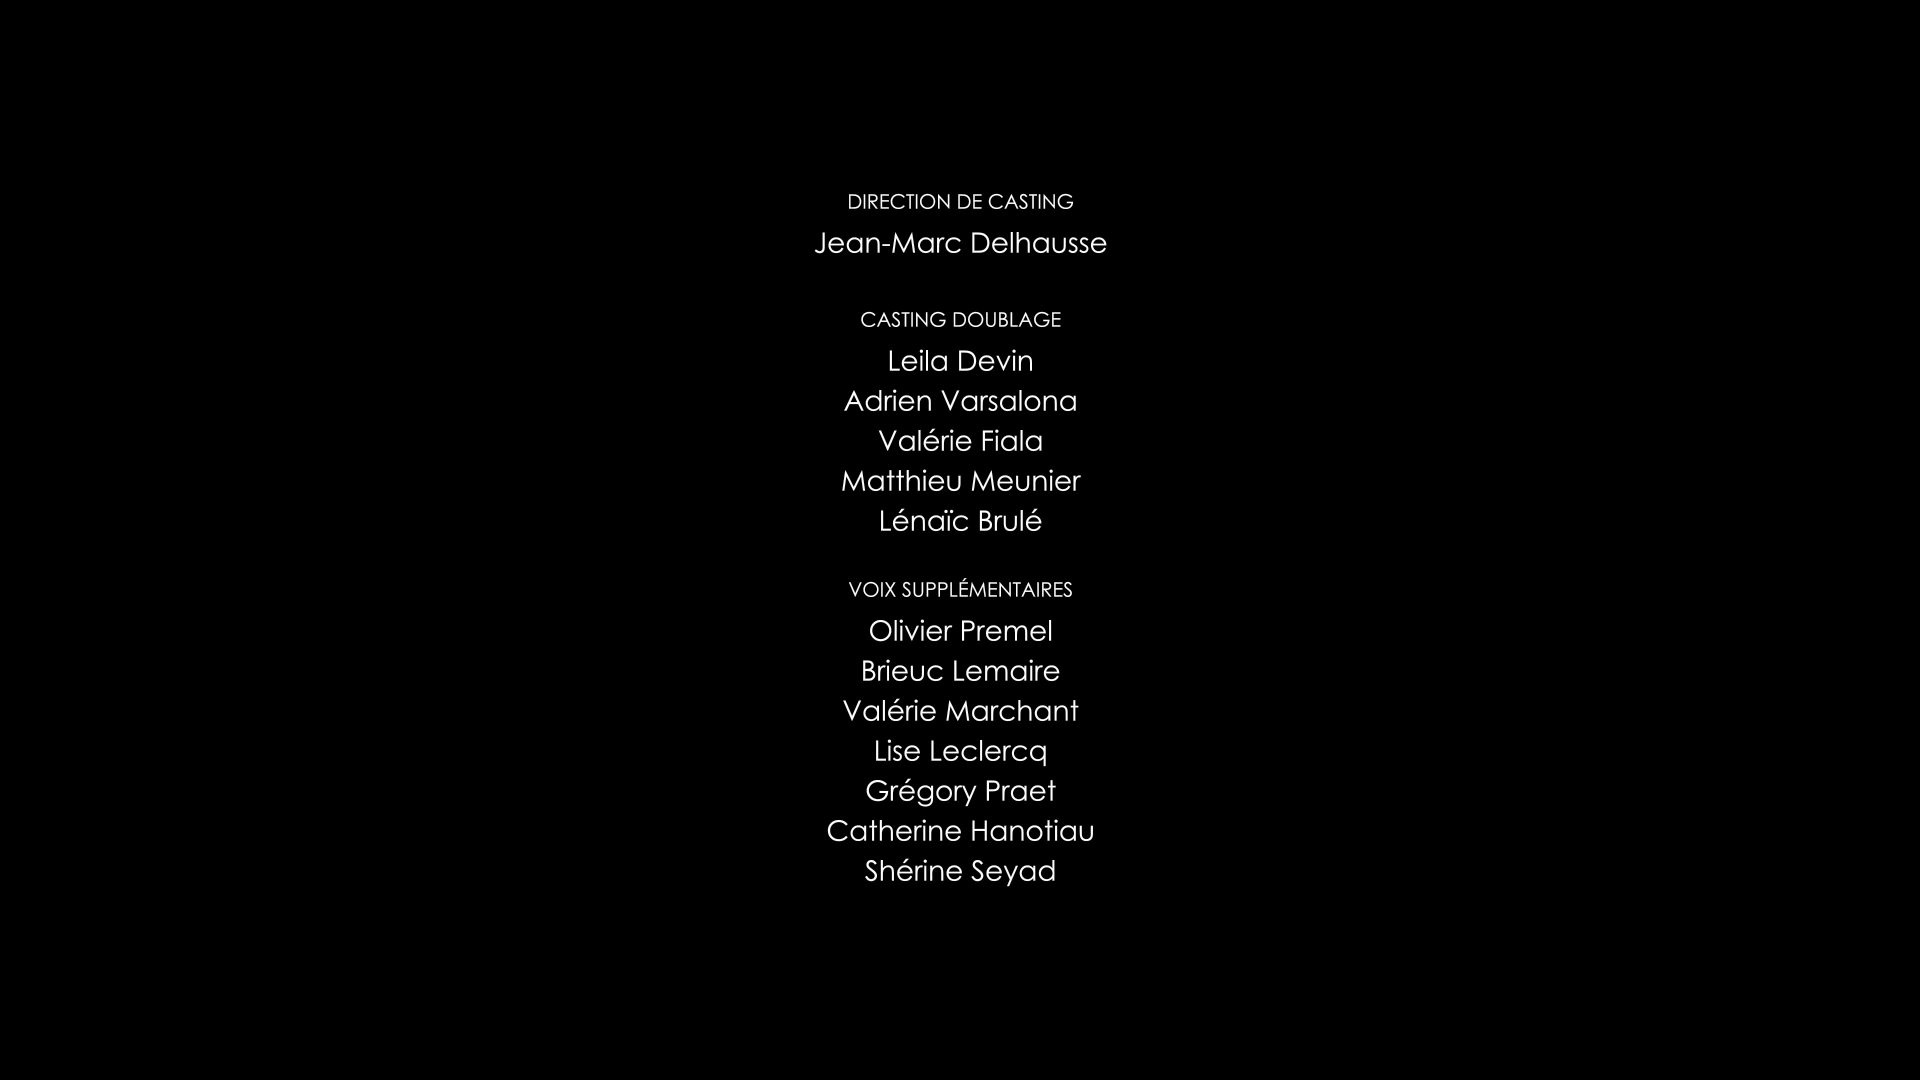 DIRECTION DE CASTING
Jean-Marc Delhausse
CASTING DOUBLAGE
Leila Devin
Adrien Varsalona
Valérie Fiala
Matthieu Meunier
Lénaïc Brulé
VOIX SUPPLÉMENTAIRES
Olivier Premel
Brieuc Lemaire
Valérie Marchant
Lise Leclercq
Grégory Praet
Catherine Hanotiau
Shérine Seyad